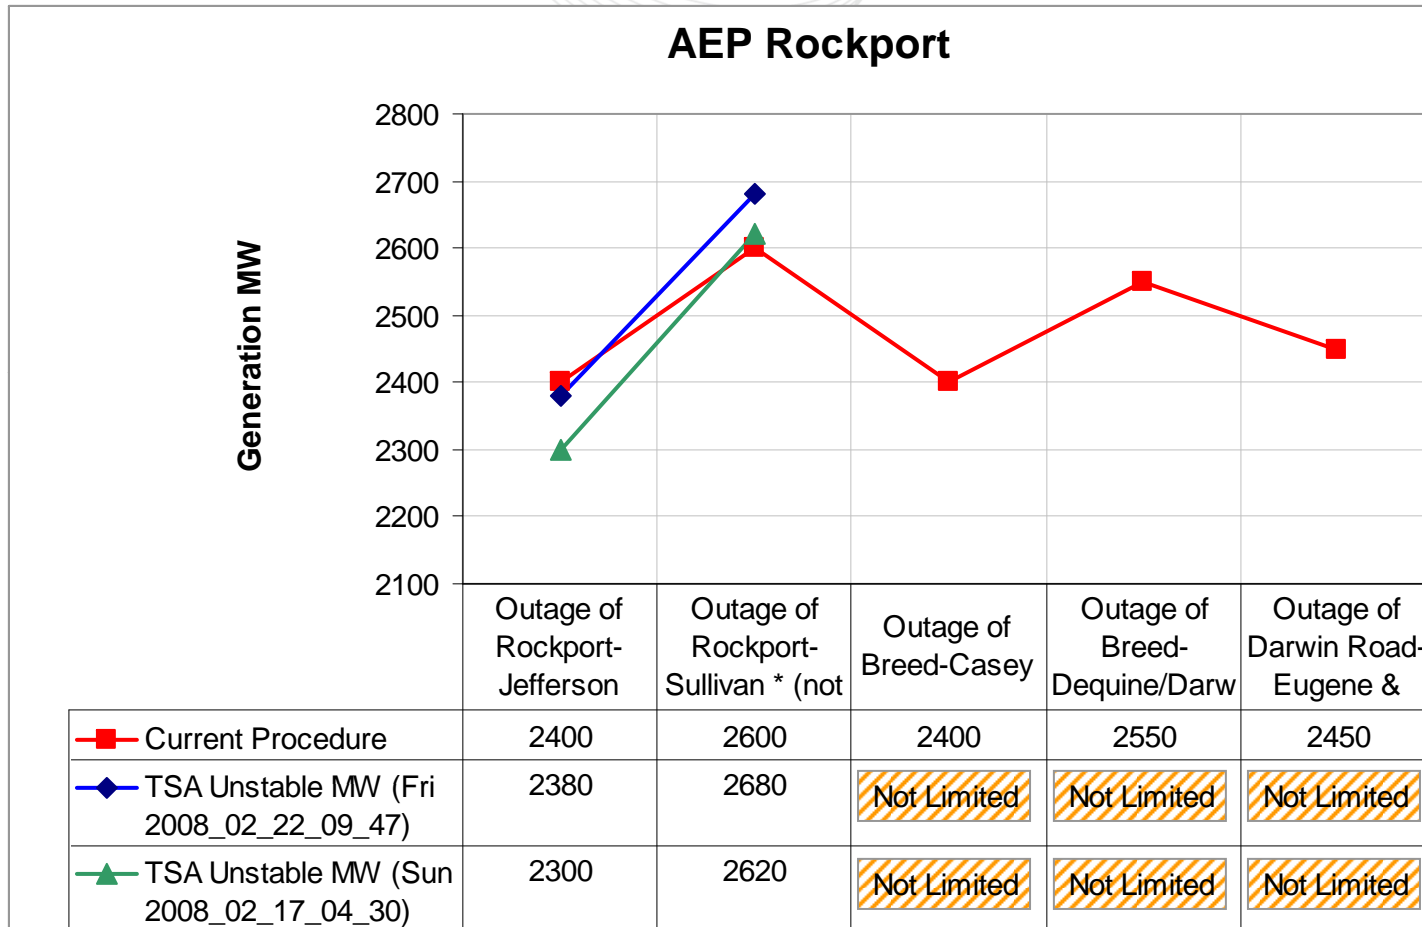 AEP Rockport
Generation MW
2800
2700
2600
2500
2400
2300
2200
2100
Outage of
Rockport-
Jefferson
Outage of
Rockport-
Sullivan * (not
Outage of
Breed-Casey
Outage of
Breed-
Dequine/Darw
Outage of
Darwin Road-
Eugene &
Current Procedure 2400 2600 2400 2550 2450
TSA Unstable MW (Fri
2008_02_22_09_47)
2380 2680 Not Limited Not Limited Not Limited
TSA Unstable MW (Sun
2008_02_17_04_30)
2300 2620 Not Limited Not Limited Not Limited